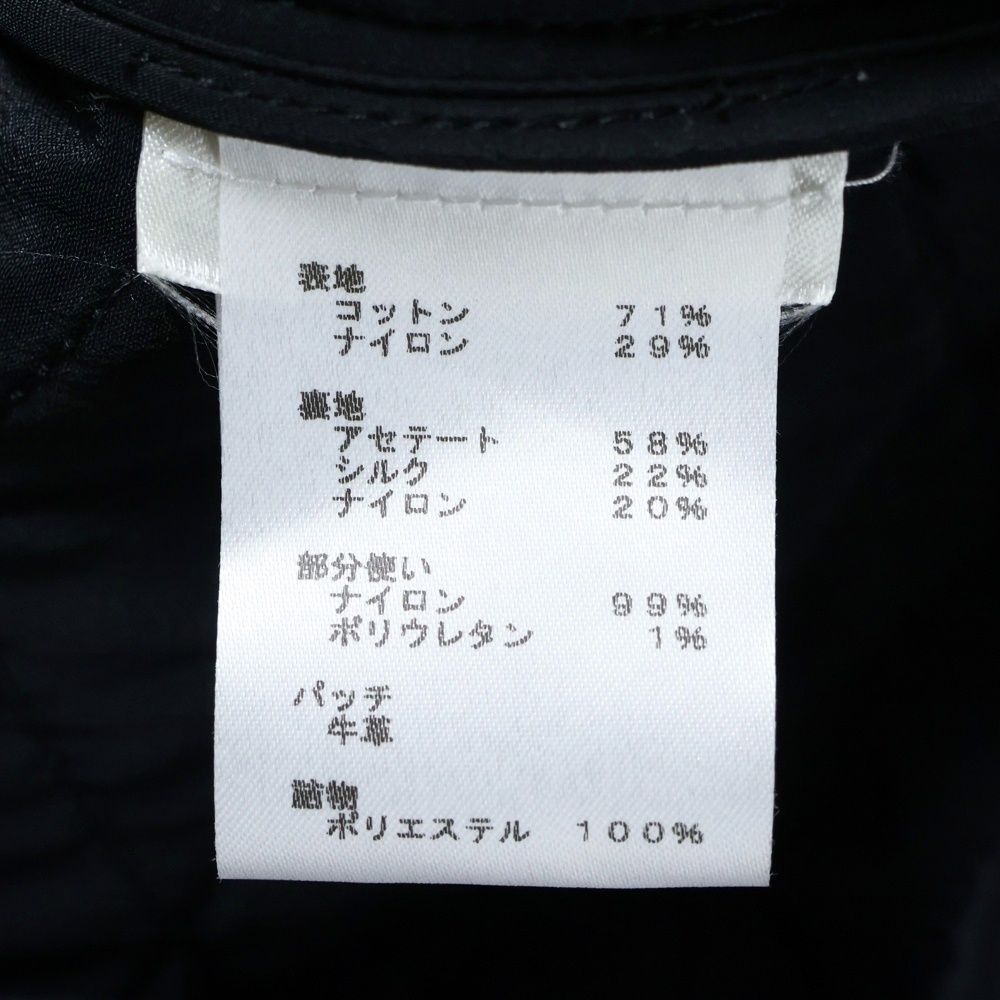 表地
コットン 71%
ナイロン 29%
裏地
アセテート 58%
シルク 22%
ナイロン 20%
部分使い
ナイロン 99%
ポリウレタン 1%
パッチ
牛革
詰物
ポリエステル 100%